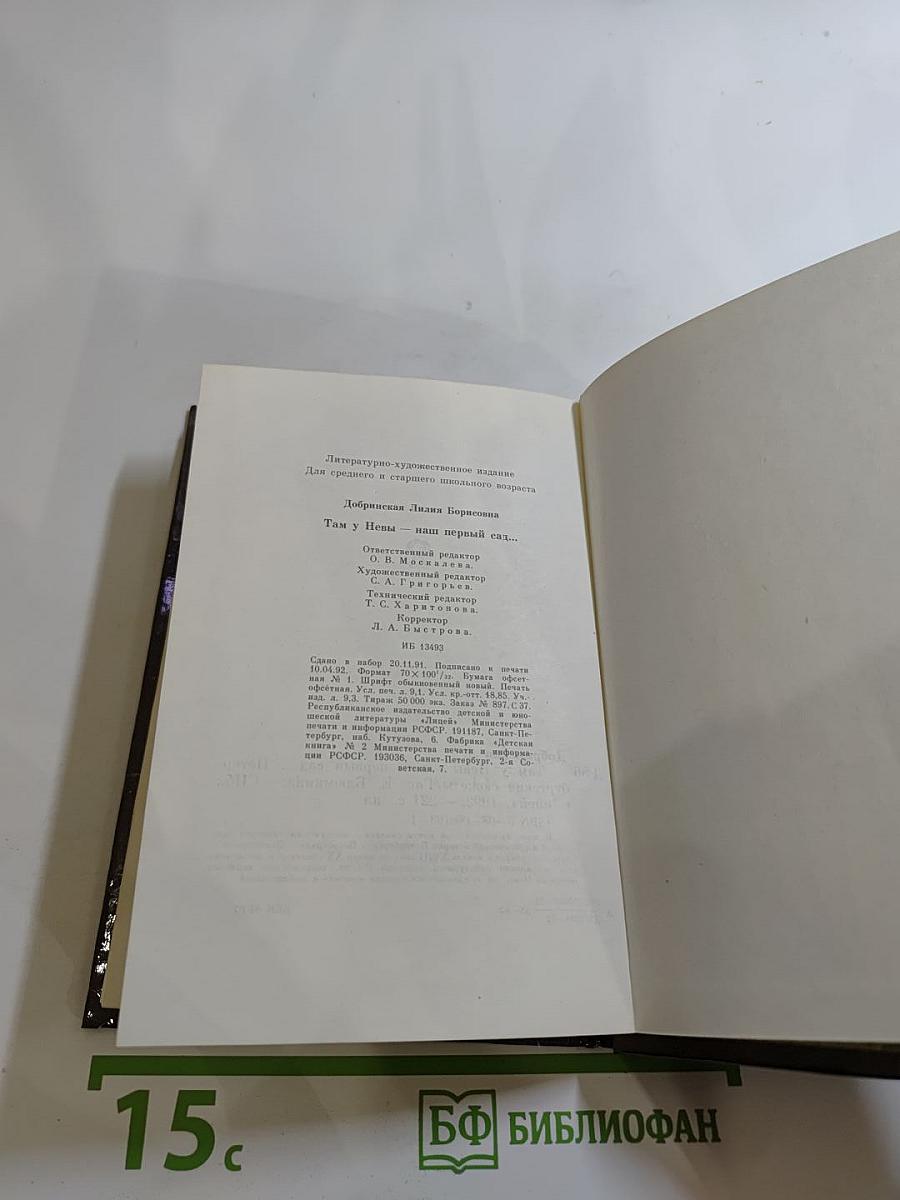 Литературно-художественное издание
Для среднего и старшего школьного возраста
Добринская Лилия Борисовна
Там у Невы — наш первый сад...
Ответственный редактор
О. В. Москалева.
Художественный редактор
С. А. Григорьев.
Технический редактор
Т. С. Харитонова.
Корректор
Л. А. Быстрова.
ИБ 13493
Сдано в набор 20.11.91. Подписано к печати
10.04.92. Формат 70×100¹/₃₂. Бумага офсет-
ная № 1. Шрифт обыкновенный новый. Печать
офсетная. Усл. печ. л. 9,1. Усл. кр.-отт. 18,85. Уч.-
изд. л. 9,3. Тираж 50 000 экз. Заказ № 897. С 37.
Республиканское издательство детской и юно-
шеской литературы «Лицей» Министерства
печати и информации РСФСР. 191187, Санкт-Пе-
тербург, наб. Кутузова, 6. Фабрика «Детская
книга» № 2 Министерства печати и информа-
ции РСФСР. 193036, Санкт-Петербург, 2-я Со-
ветская, 7.
15 с
БФ БИБЛИОФАН